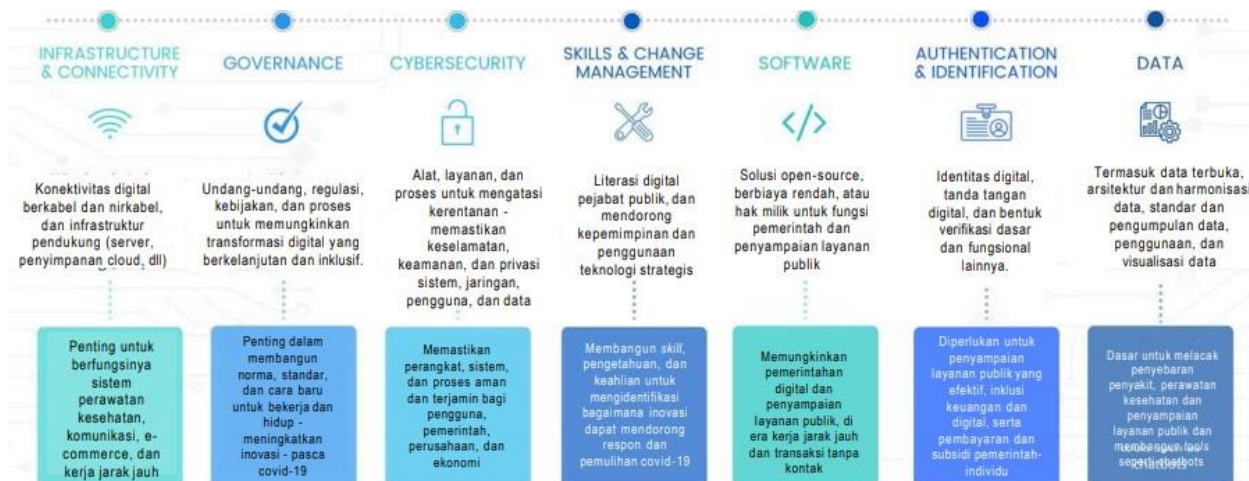 INFRASTRUCTURE
& CONNECTIVITY
Konektivitas digital
berkabel dan nirkabel,
dan infrastruktur
pendukung (server,
penyimpanan cloud, dll)
Penting untuk
berfungsinya
sistem
perawatan
kesehatan,
komunikasi, e-
commerce, dan
kerja jarak jauh
GOVERNANCE
Undang-undang, regulasi,
kebijakan, dan proses
untuk memungkinkan
transformasi digital yang
berkelanjutan dan inklusif.
Penting dalam
membangun
norma, standar,
dan cara baru
untuk bekerja dan
hidup -
meningkatkan
inovasi - pasca
covid-19
CYBERSECURITY
Alat, layanan, dan
proses untuk mengatasi
kerentanan -
memastikan
keselamatan,
keamanan, dan privasi
sistem, jaringan,
pengguna, dan data
Memastikan
perangkat, sistem,
dan proses aman
dan terjamin bagi
pengguna,
pemerintah,
perusahaan, dan
ekonomi
SKILLS & CHANGE
MANAGEMENT
Literasi digital
pejabat publik, dan
mendorong
kepemimpinan dan
penggunaan
teknologi strategis
Membangun skill,
pengetahuan, dan
keahlian untuk
mengidentifikasi
bagaimana inovasi
dapat mendorong
respon dan
pemulihan covid-19
SOFTWARE
</>
Solusi open-source,
berbiaya rendah, atau
hak milik untuk fungsi
pemerintah dan
penyampaian layanan
publik
Memungkinkan
pemerintahan
digital dan
penyampaian
layanan publik, di
era kerja jarak jauh
dan transaksi tanpa
kontak
AUTHENTICATION
& IDENTIFICATION
Identitas digital,
tanda tangan
digital, dan bentuk
verifikasi dasar
dan fungsional
lainnya.
Diperlukan untuk
penyampaian
layanan publik yang
efektif, inklusi
keuangan dan
digital, serta
pembayaran dan
subsidi pemerintah-
individu
DATA
Termasuk data terbuka,
arsitektur dan harmonisasi
data, standar dan
pengumpulan data,
penggunaan, dan
visualisasi data
Dasar untuk melacak
penyebaran
penyakit, perawatan
kesehatan dan
penyampaian
layanan publik dan
membangun tools
seperti chatbots
chatbots